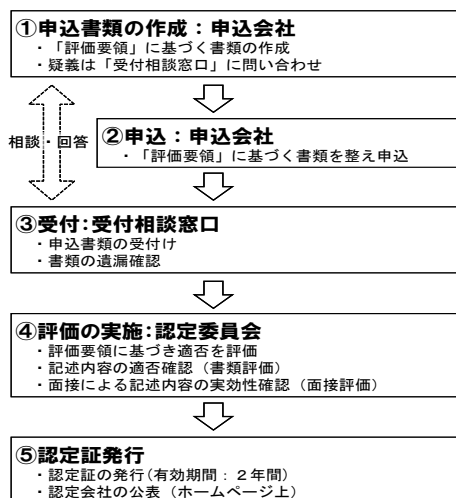 ①申込書類の作成：申込会社
・「評価要領」に基づく書類の作成
・疑義は「受付相談窓口」に問い合わせ
相談・回答
②申込：申込会社
・「評価要領」に基づく書類を整え申込
③受付：受付相談窓口
・申込書類の受付け
・書類の遺漏確認
④評価の実施：認定委員会
・評価要領に基づき適否を評価
・記述内容の適否確認（書類評価）
・面接による記述内容の実効性確認（面接評価）
⑤認定証発行
・認定証の発行（有効期間：２年間）
・認定会社の公表（ホームページ上）